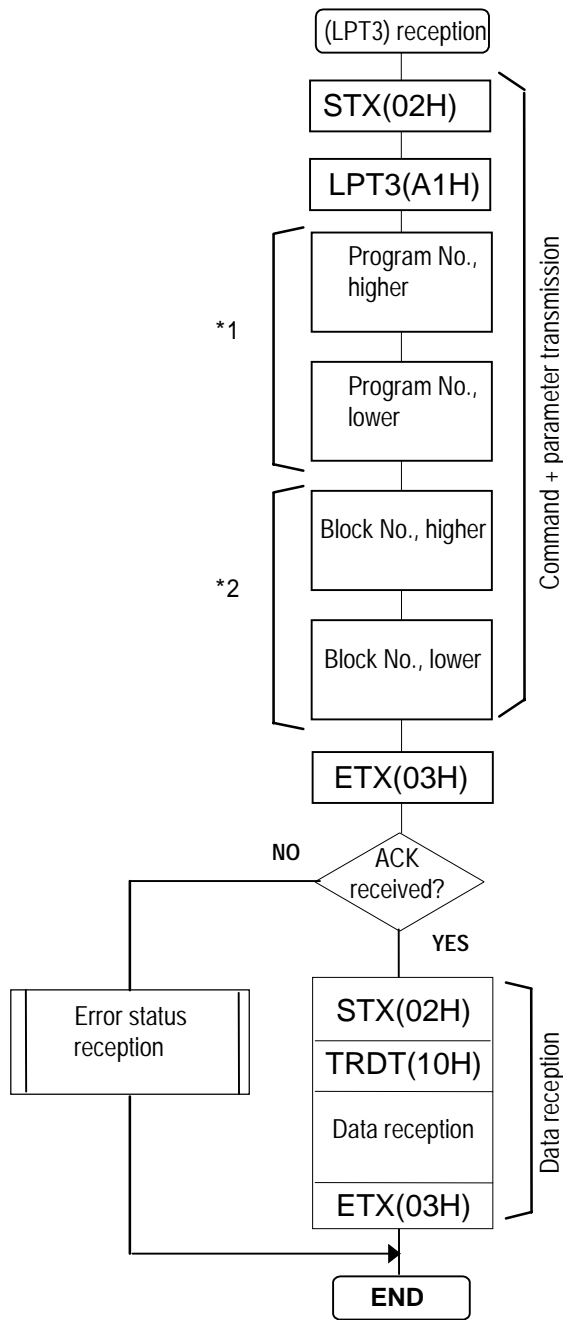 (LPT3) reception
STX(02H)
LPT3(A1H)
*1
Program No.,
higher
Program No.,
lower
*2
Block No., higher
Block No., lower
Command + parameter transmission
ETX(03H)
NO
ACK
received?
YES
Error status
reception
STX(02H)
TRDT(10H)
Data reception
ETX(03H)
Data reception
END